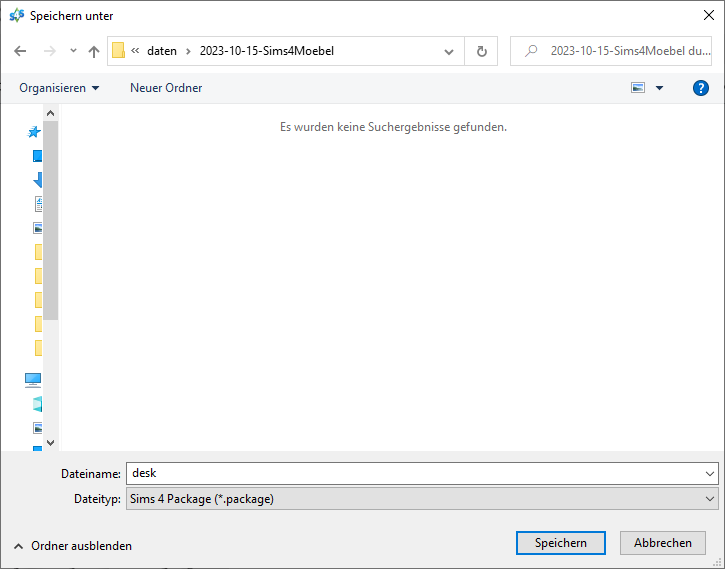 Speichern unter
« daten › 2023-10-15-Sims4Moebel
2023-10-15-Sims4Moebel du...
Organisieren
Neuer Ordner
?
Es wurden keine Suchergebnisse gefunden.
Dateiname: desk
Dateityp: Sims 4 Package (*.package)
Ordner ausblenden
Speichern
Abbrechen